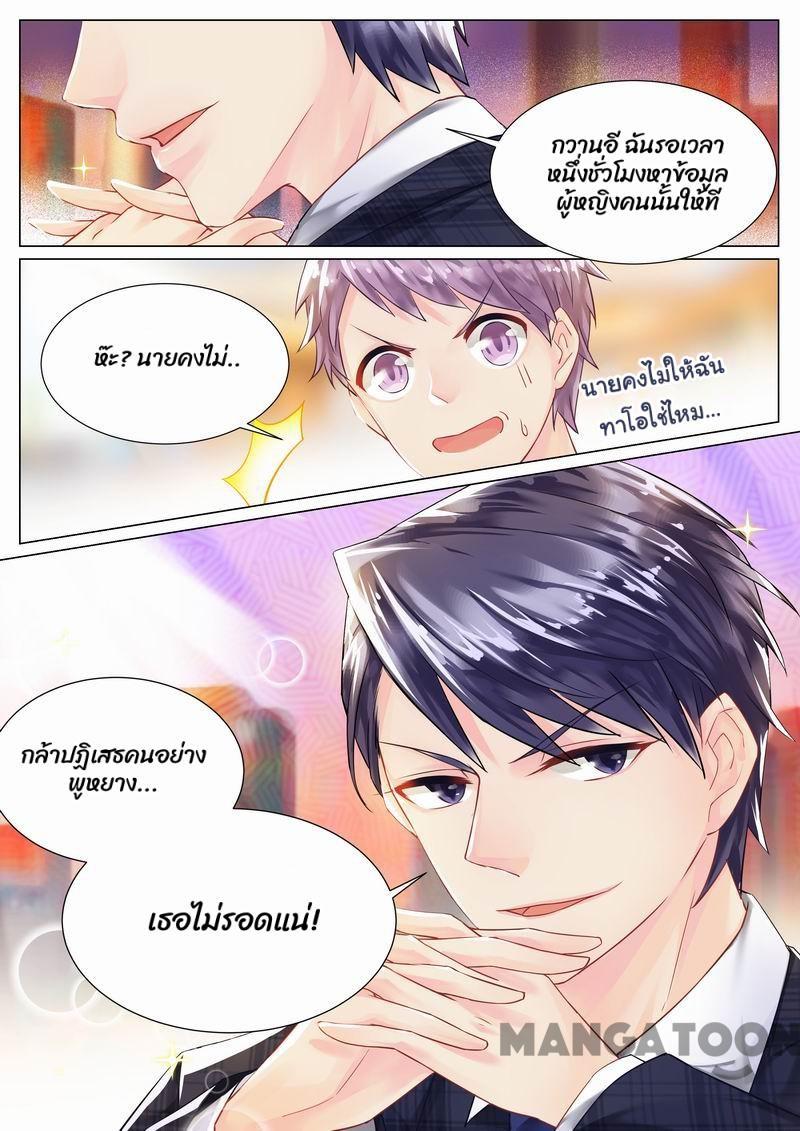 กวานอี ฉันรอเวลา
หนึ่งชั่วโมงหาข้อมูล
ผู้หญิงคนนั้นให้ที
ห๊ะ? นายคงไม่..
นายคงไม่ให้ฉัน
ทาโอใช้ไหม...
กล้าปฏิเสธคนอย่าง
พูหยาง...
เธอไม่รอดแน่!
MANGATOON